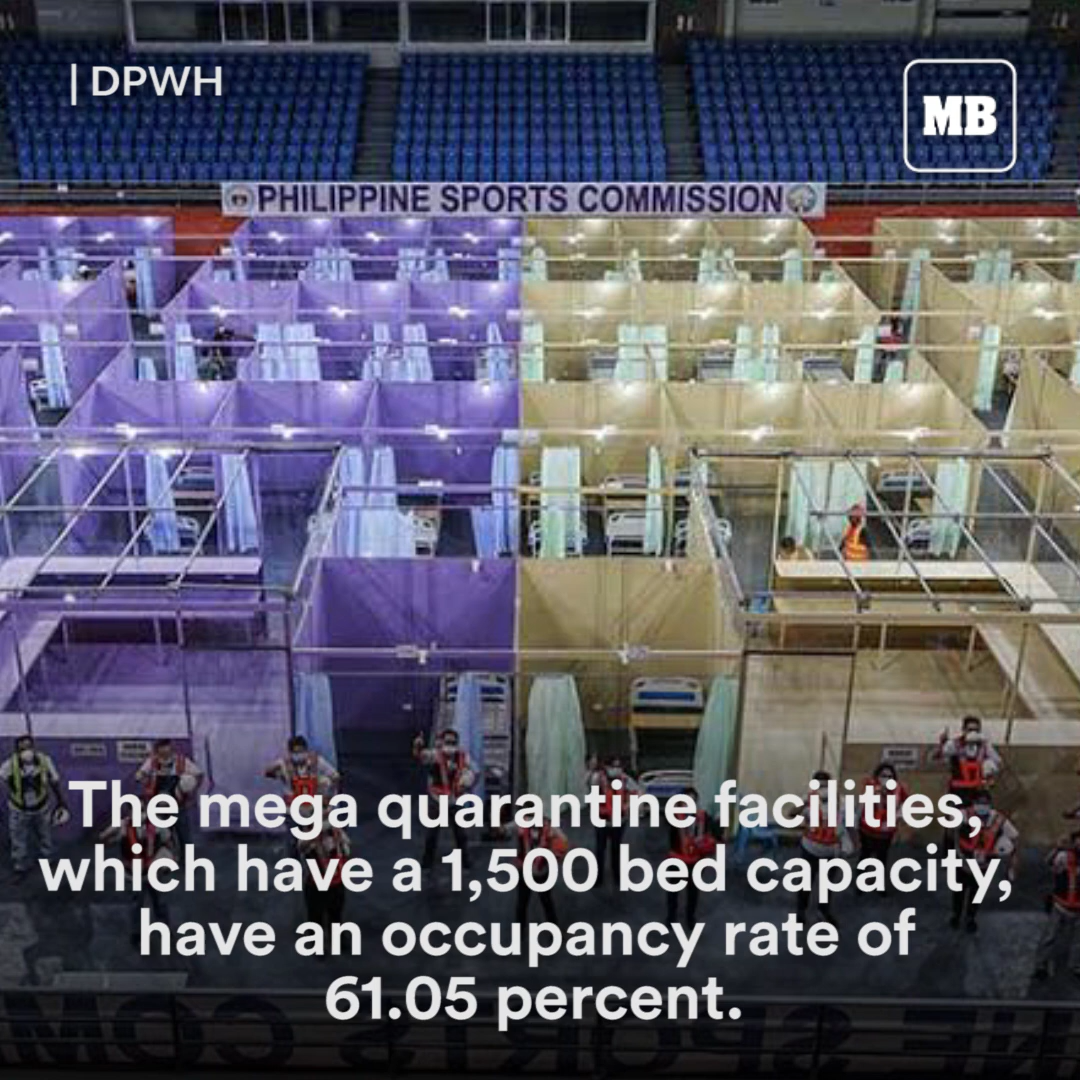 | DPWH
MB
PHILIPPINE SPORTS COMMISSION
The mega quarantine facilities,
which have a 1,500 bed capacity,
have an occupancy rate of
61.05 percent.